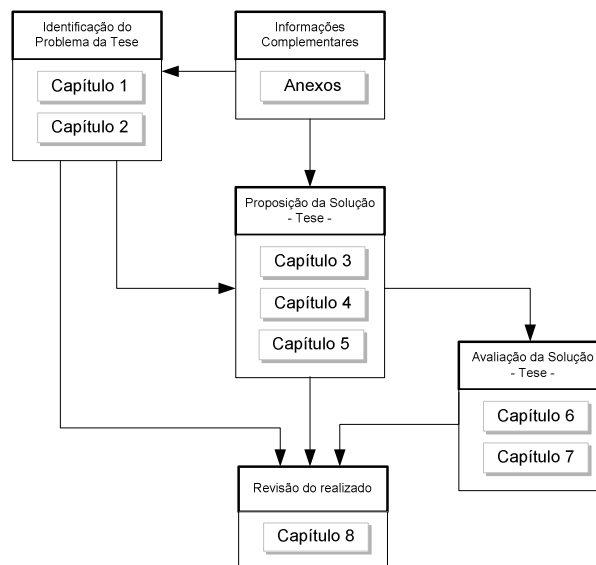 Identificação do
Problema da Tese
Capítulo 1
Capítulo 2
Informações
Complementares
Anexos
Proposição da Solução
- Tese -
Capítulo 3
Capítulo 4
Capítulo 5
Avaliação da Solução
- Tese -
Capítulo 6
Capítulo 7
Revisão do realizado
Capítulo 8